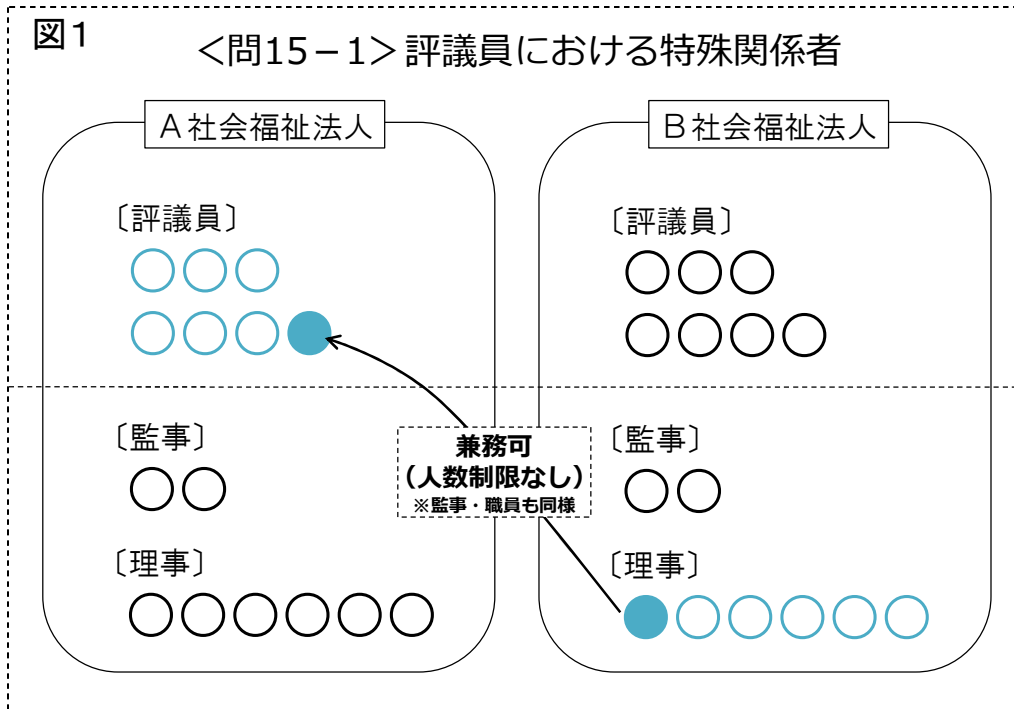 図1
<問15-1>評議員における特殊関係者
A社会福祉法人
B社会福祉法人
〔評議員〕
〔評議員〕
〔監事〕
兼務可
(人数制限なし)
※監事・職員も同様
〔監事〕
〔理事〕
〔理事〕